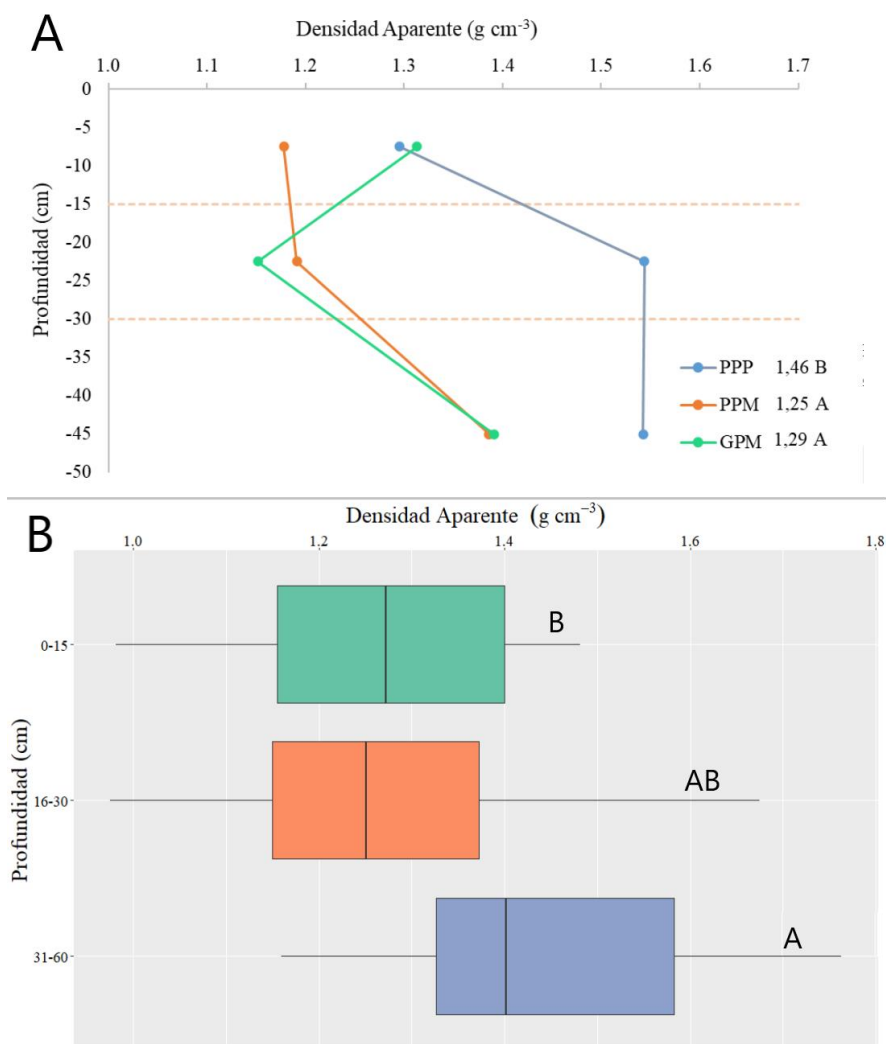 A
Densidad Aparente (g cm-3)
1.0 1.1 1.2 1.3 1.4 1.5 1.6 1.7
0
-5
-10
-15
-20
-25
-30
-35
-40
-45
-50
Profundidad (cm)
PPP 1,46 B
PPM 1,25 A
GPM 1,29 A
B
Densidad Aparente (g cm−3)
1.0 1.2 1.4 1.6 1.8
Profundidad (cm)
0-15
B
16-30
AB
31-60
A